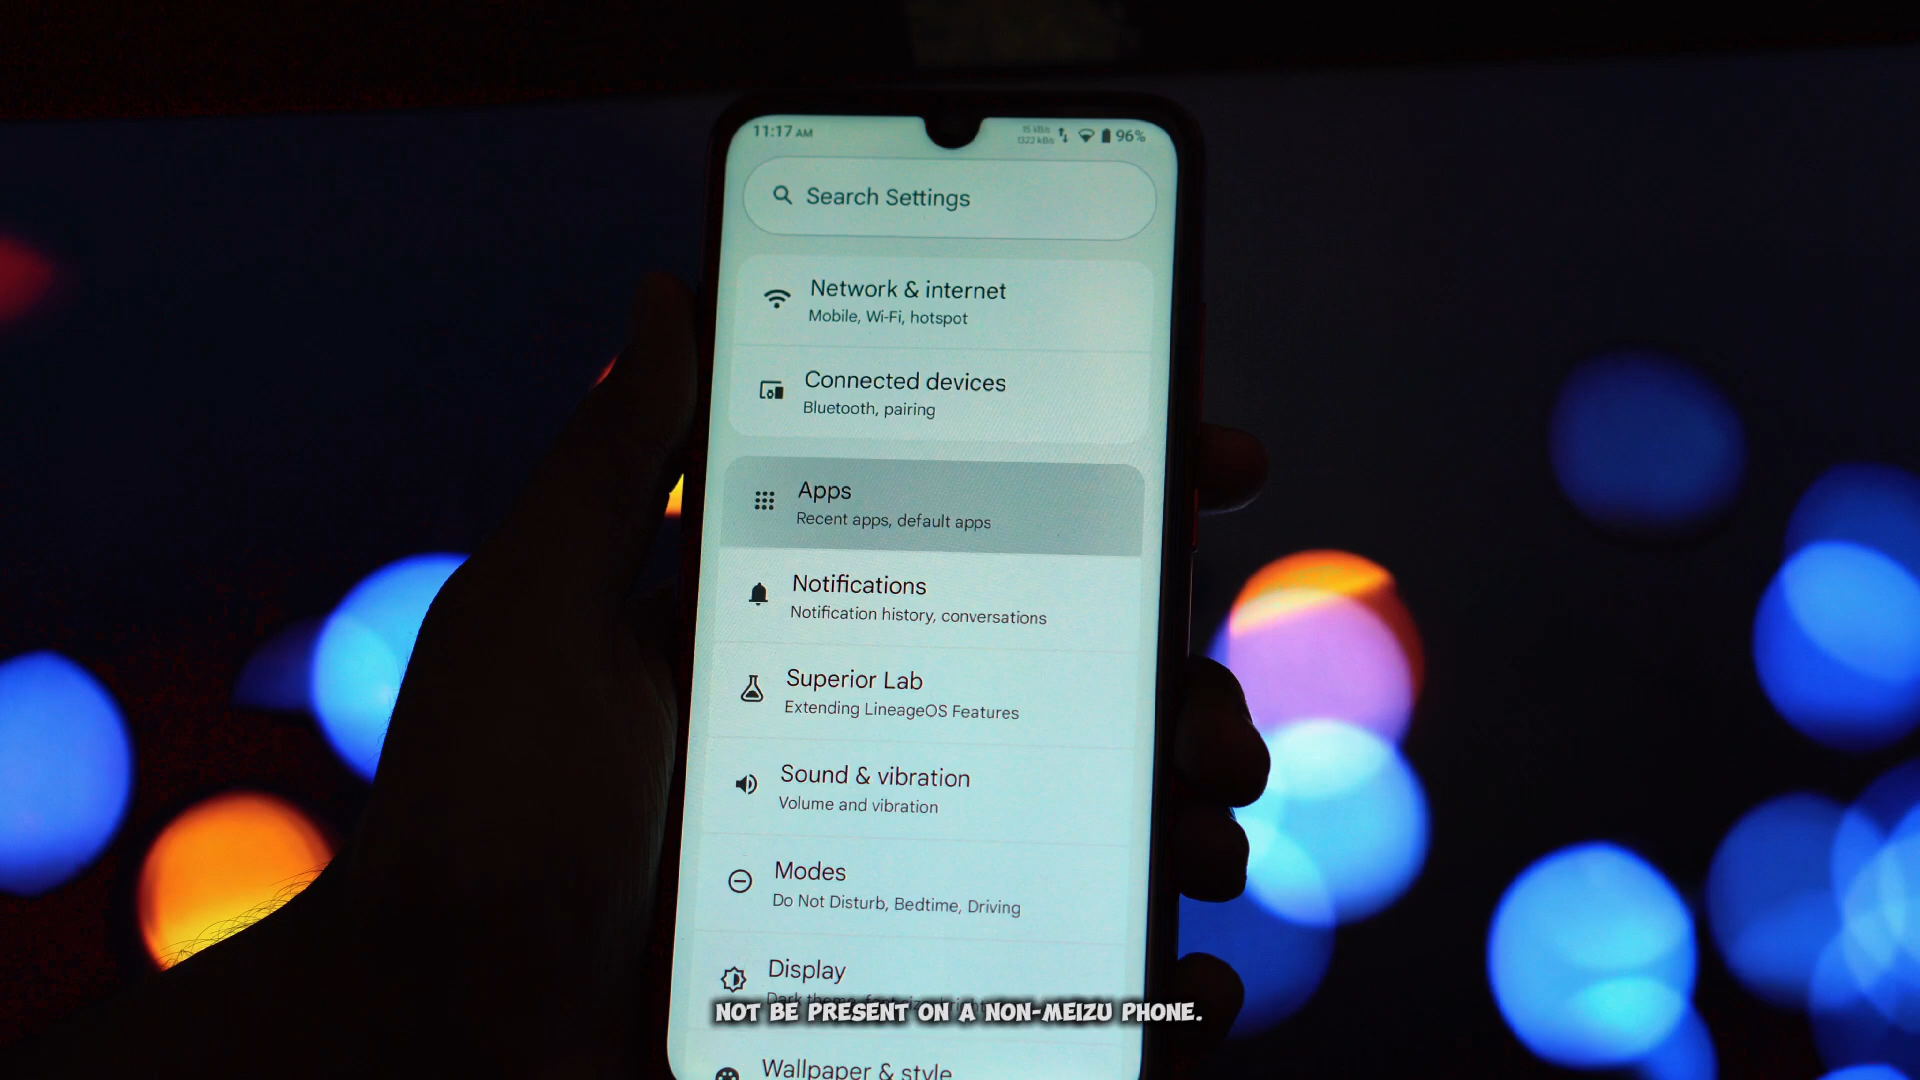 11:17 AM
96%
Search Settings
Network & internet
Mobile, Wi-Fi, hotspot
Connected devices
Bluetooth, pairing
Apps
Recent apps, default apps
Notifications
Notification history, conversations
Superior Lab
Extending LineageOS Features
Sound & vibration
Volume and vibration
Modes
Do Not Disturb, Bedtime, Driving
Display
NOT BE PRESENT ON A NON-MEIZU PHONE.
Wallpaper & style